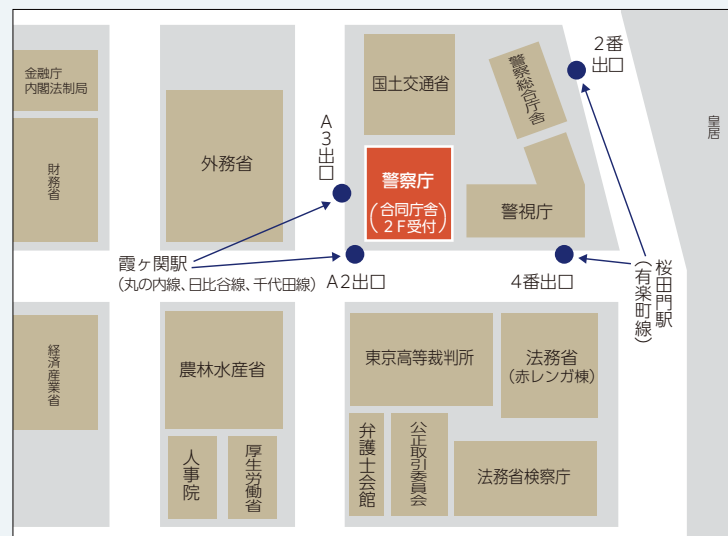 金融庁
内閣法制局
財務省
外務省
国土交通省
警察総合庁舎
2番
出口
皇居
A3出口
警察庁
(合同庁舎
2F受付)
警視庁
霞ヶ関駅
(丸の内線、日比谷線、千代田線)
A2出口
4番出口
桜田門駅
(有楽町線)
経済産業省
農林水産省
東京高等裁判所
法務省
(赤レンガ棟)
人事院
厚生労働省
弁護士会館
公正取引委員会
法務省検察庁